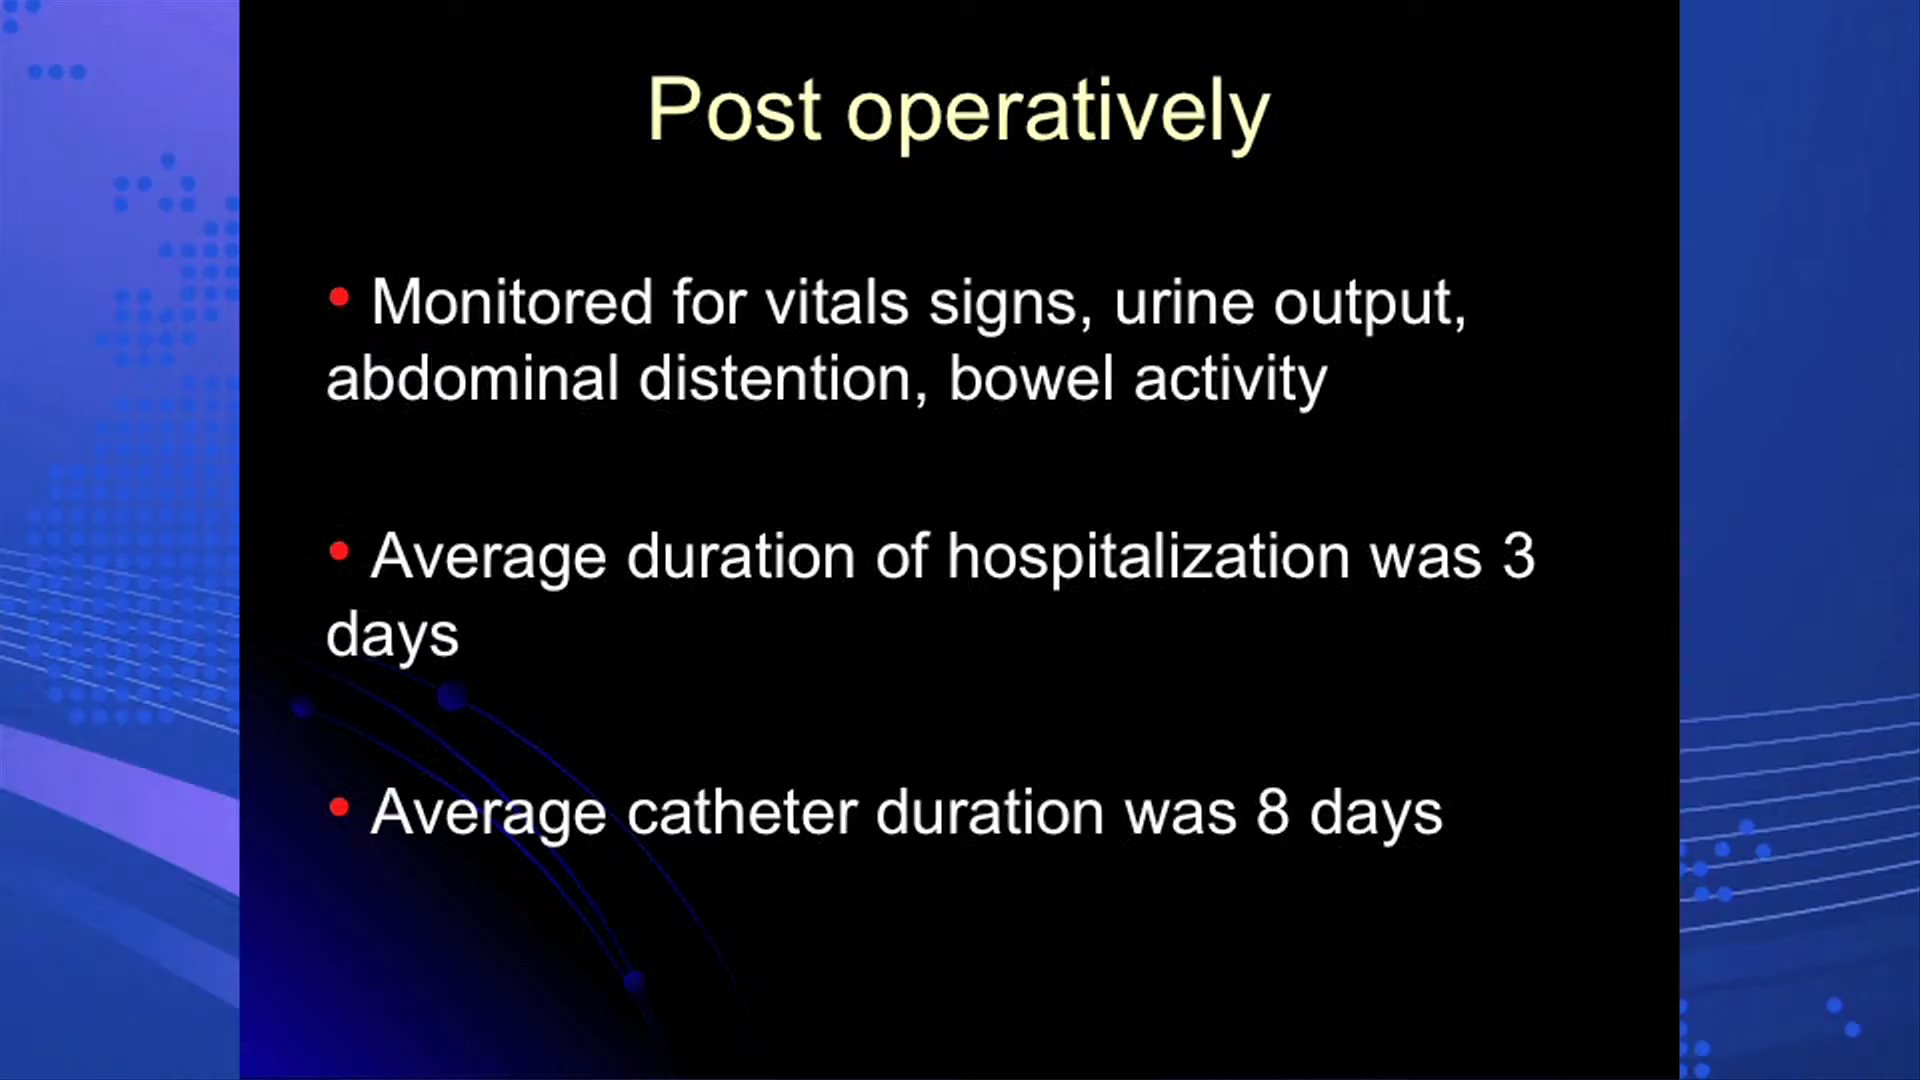 Post operatively
• Monitored for vitals signs, urine output,
abdominal distention, bowel activity
• Average duration of hospitalization was 3
days
• Average catheter duration was 8 days